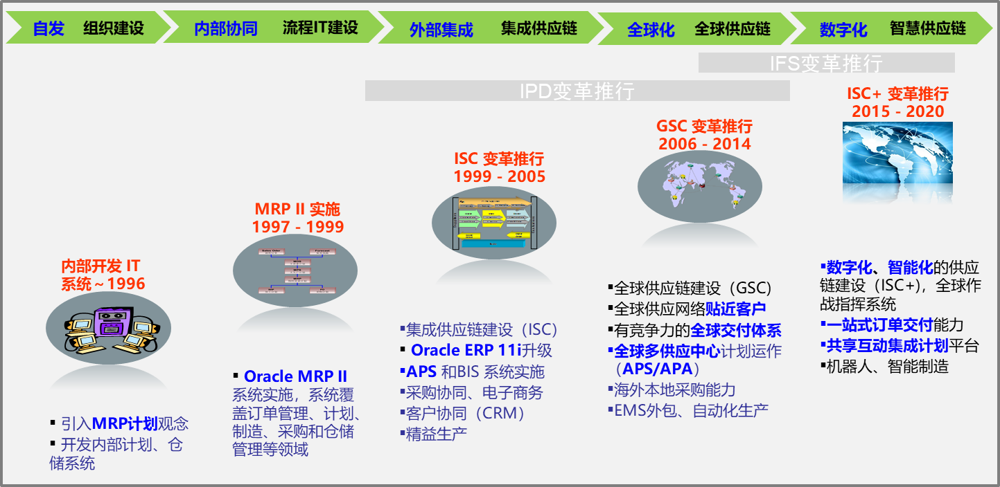 自发 组织建设
内部协同 流程IT建设
外部集成 集成供应链
全球化 全球供应链
数字化 智慧供应链
IFS变革推行
IPD变革推行
内部开发 IT
系统～1996
▪ 引入MRP计划观念
▪ 开发内部计划、仓
储系统
MRP II 实施
1997 - 1999
Sales Oder
Forecast
MDS
MPS
MRP
WIP
PO
▪ Oracle MRP II
系统实施，系统覆
盖订单管理、计划、
制造、采购和仓储
管理等领域
ISC 变革推行
1999 - 2005
▪集成供应链建设（ISC）
▪ Oracle ERP 11i升级
▪APS 和BIS 系统实施
▪采购协同、电子商务
▪客户协同（CRM）
▪精益生产
GSC 变革推行
2006 - 2014
▪全球供应链建设（GSC)
▪全球供应网络贴近客户
▪有竞争力的全球交付体系
▪全球多供应中心计划运作
（APS/APA）
▪海外本地采购能力
▪EMS外包、自动化生产
ISC+ 变革推行
2015 - 2020
▪数字化、智能化的供应
链建设（ISC+)，全球作
战指挥系统
▪一站式订单交付能力
▪共享互动集成计划平台
▪机器人、智能制造